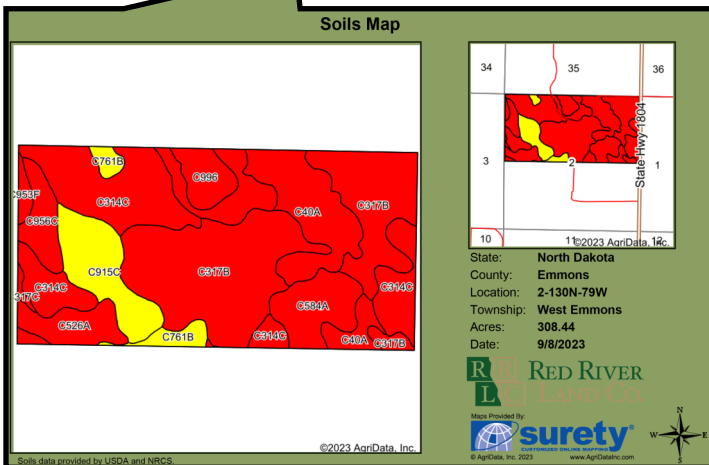 Soils Map
C761B
C996
C953F
C314C
C40A
C317B
C956C
C915C
C317B
C314C
C314C
317C
C584A
C526A
C761B
C314C
C40A
C317B
©2023 AgriData, Inc.
Soils data provided by USDA and NRCS.
34
35
36
3
2
1
State Hwy-1804
10
11
12
©2023 AgriData, Inc.
State: North Dakota
County: Emmons
Location: 2-130N-79W
Township: West Emmons
Acres: 308.44
Date: 9/8/2023
RED RIVER
LAND CO.
Maps Provided By:
surety®
CUSTOMIZED ONLINE MAPPING
© AgriData, Inc. 2023
www.AgriDataInc.com
N
W
E
S